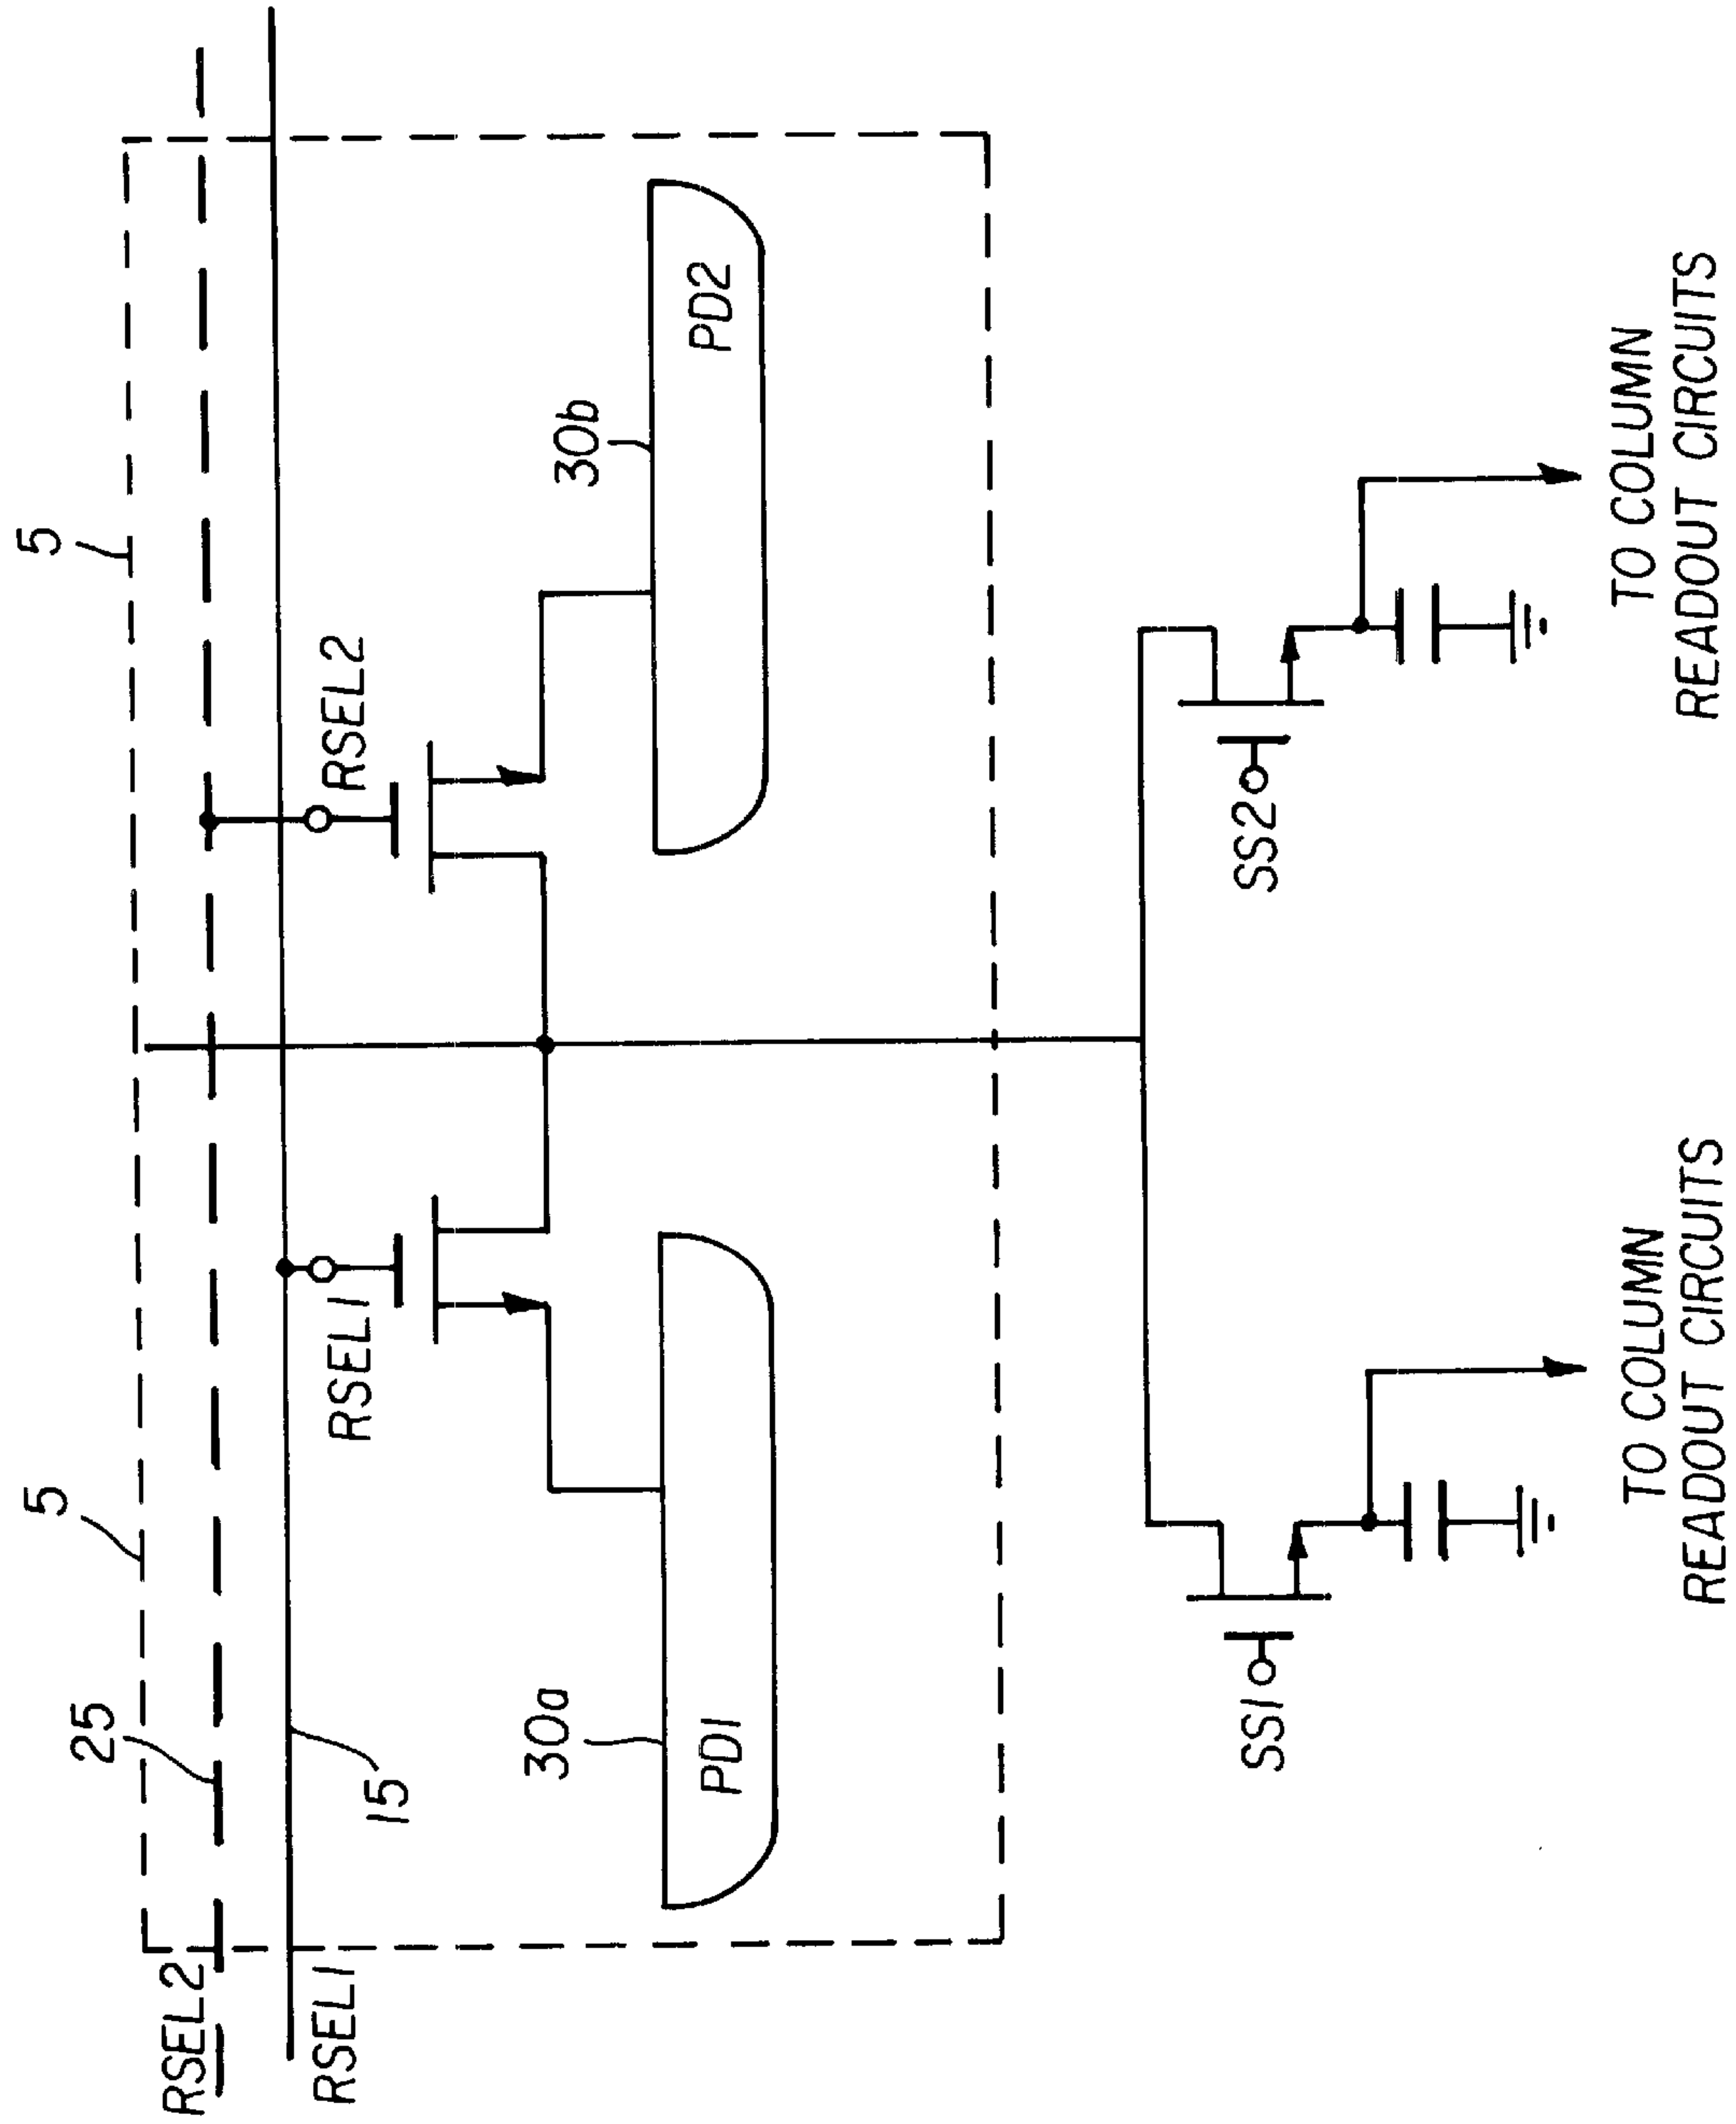 5
5
25
RSEL2
RSEL1
15
RSEL1
RSEL2
30a
PD1
30b
PD2
SS1
SS2
TO COLUMN
READOUT CIRCUITS
TO COLUMN
READOUT CIRCUITS